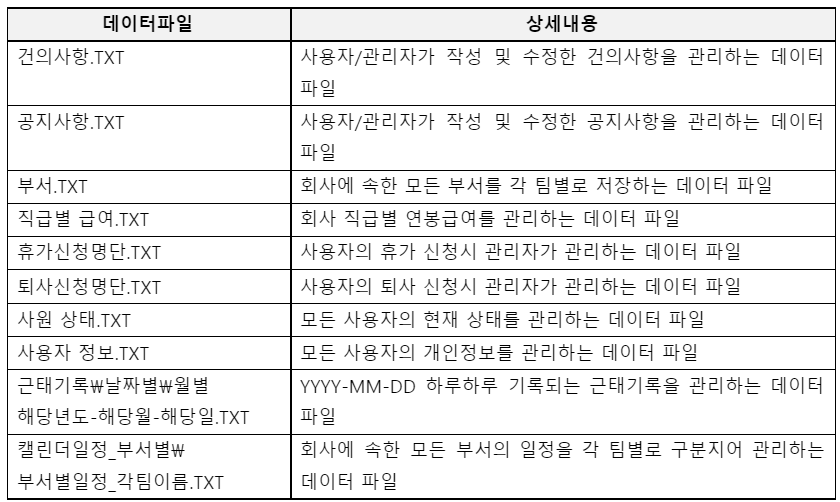 데이터파일 상세내용
건의사항.TXT 사용자/관리자가 작성 및 수정한 건의사항을 관리하는 데이터
파일
공지사항.TXT 사용자/관리자가 작성 및 수정한 공지사항을 관리하는 데이터
파일
부서.TXT 회사에 속한 모든 부서를 각 팀별로 저장하는 데이터 파일
직급별 급여.TXT 회사 직급별 연봉급여를 관리하는 데이터 파일
휴가신청명단.TXT 사용자의 휴가 신청시 관리자가 관리하는 데이터 파일
퇴사신청명단.TXT 사용자의 퇴사 신청시 관리자가 관리하는 데이터 파일
사원 상태.TXT 모든 사용자의 현재 상태를 관리하는 데이터 파일
사용자 정보.TXT 모든 사용자의 개인정보를 관리하는 데이터 파일
근태기록₩날짜별₩월별 YYYY-MM-DD 하루하루 기록되는 근태기록을 관리하는 데이터
해당년도-해당월-해당일.TXT 파일
캘린더일정_부서별₩ 회사에 속한 모든 부서의 일정을 각 팀별로 구분지어 관리하는
부서별일정_각팀이름.TXT 데이터 파일